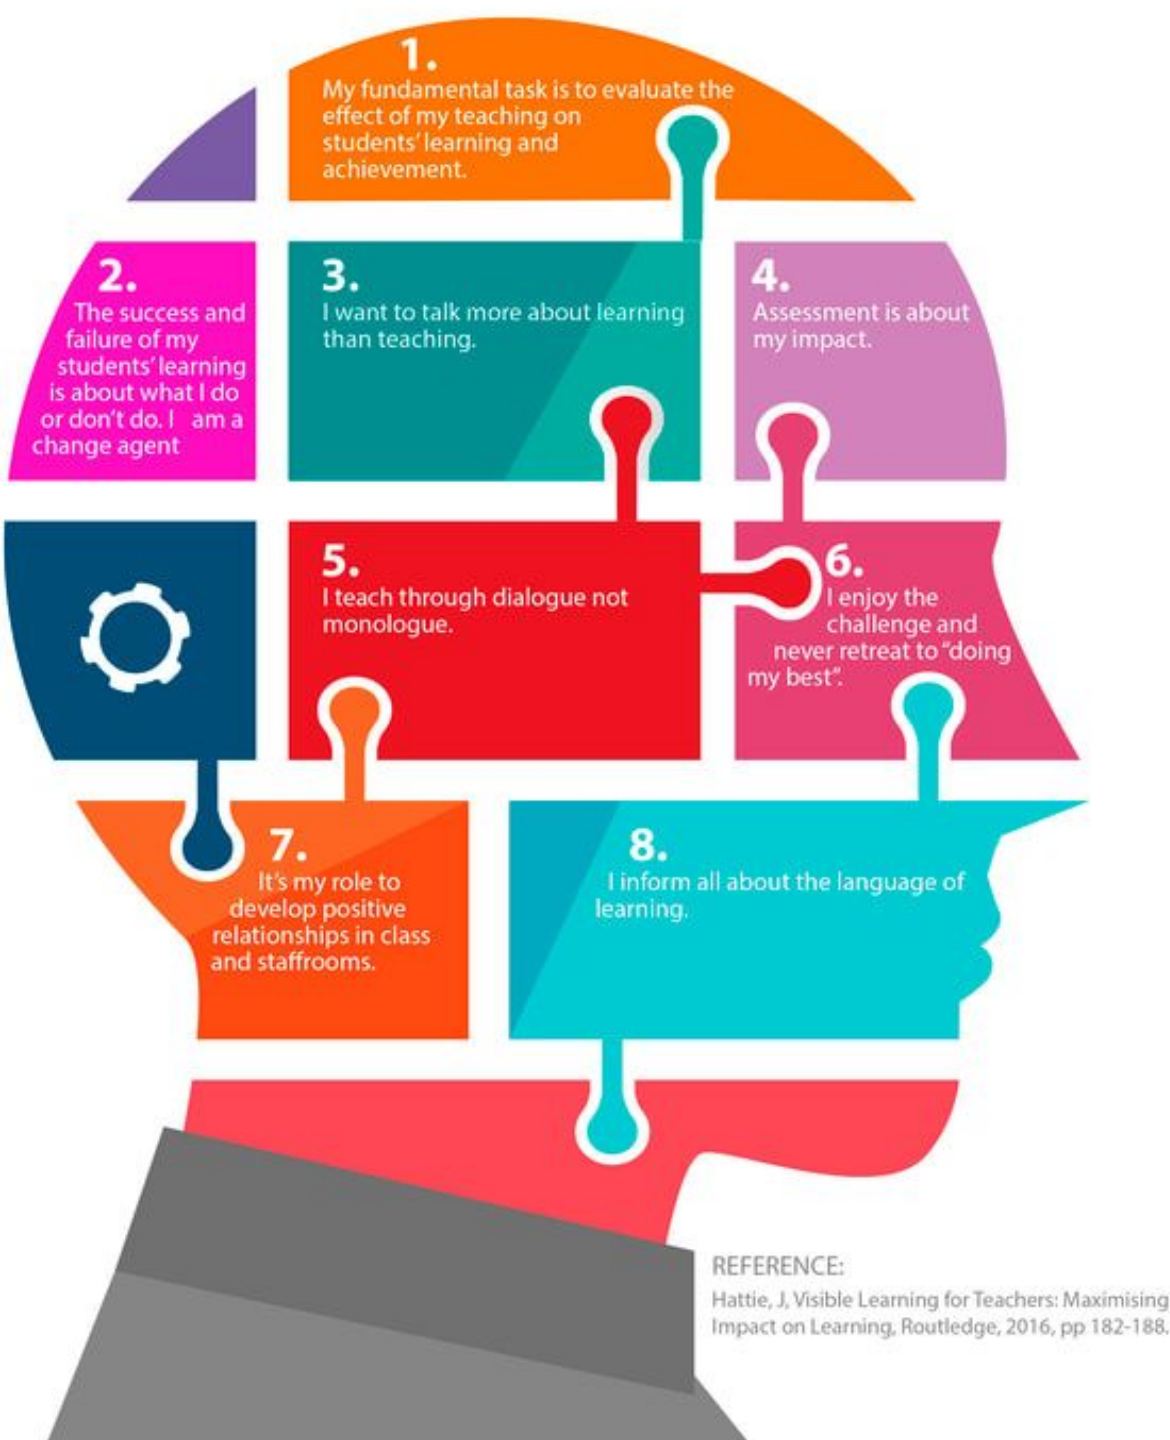 1.
My fundamental task is to evaluate the
effect of my teaching on
students' learning and
achievement.
2.
The success and
failure of my
students' learning
is about what I do
or don't do. I am a
change agent
3.
I want to talk more about learning
than teaching.
4.
Assessment is about
my impact.
5.
I teach through dialogue not
monologue.
6.
I enjoy the
challenge and
never retreat to “doing
my best”.
7.
It's my role to
develop positive
relationships in class
and staffrooms.
8.
I inform all about the language of
learning.
REFERENCE:
Hattie, J, Visible Learning for Teachers: Maximising
Impact on Learning, Routledge, 2016, pp 182-188.